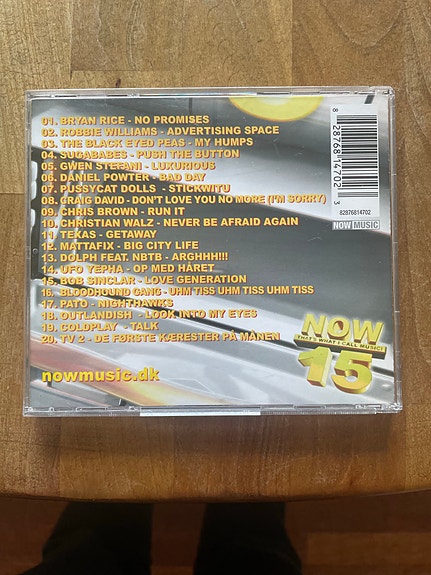 01. BRYAN RICE - NO PROMISES
02. ROBBIE WILLIAMS - ADVERTISING SPACE
03. THE BLACK EYED PEAS - MY HUMPS
04. SUGABABES - PUSH THE BUTTON
05. GWEN STEFANI - LUXURIOUS
06. DANIEL POWTER - BAD DAY
07. PUSSYCAT DOLLS - STICKWITU
08. CRAIG DAVID - DON'T LOVE YOU NO MORE (I'M SORRY)
09. CHRIS BROWN - RUN IT
10. CHRISTIAN WALZ - NEVER BE AFRAID AGAIN
11. TEXAS - GETAWAY
12. MATTAFIX - BIG CITY LIFE
13. DOLPH FEAT. NBTB - ARGHHH!!!
14. UFO YEPHA - OP MED HÅRET
15. BOB SINCLAR - LOVE GENERATION
16. BLOODHOUND GANG - UHM TISS UHM TISS UHM TISS
17. PATO - NIGHTHAWKS
18. OUTLANDISH - LOOK INTO MY EYES
19. COLDPLAY - TALK
20. TV 2 - DE FØRSTE KÆRESTER PÅ MÅNEN
nowmusic.dk
8 28768 14702 3
82876814702
NOW MUSIC
NOW
THAT'S WHAT I CALL MUSIC!
15